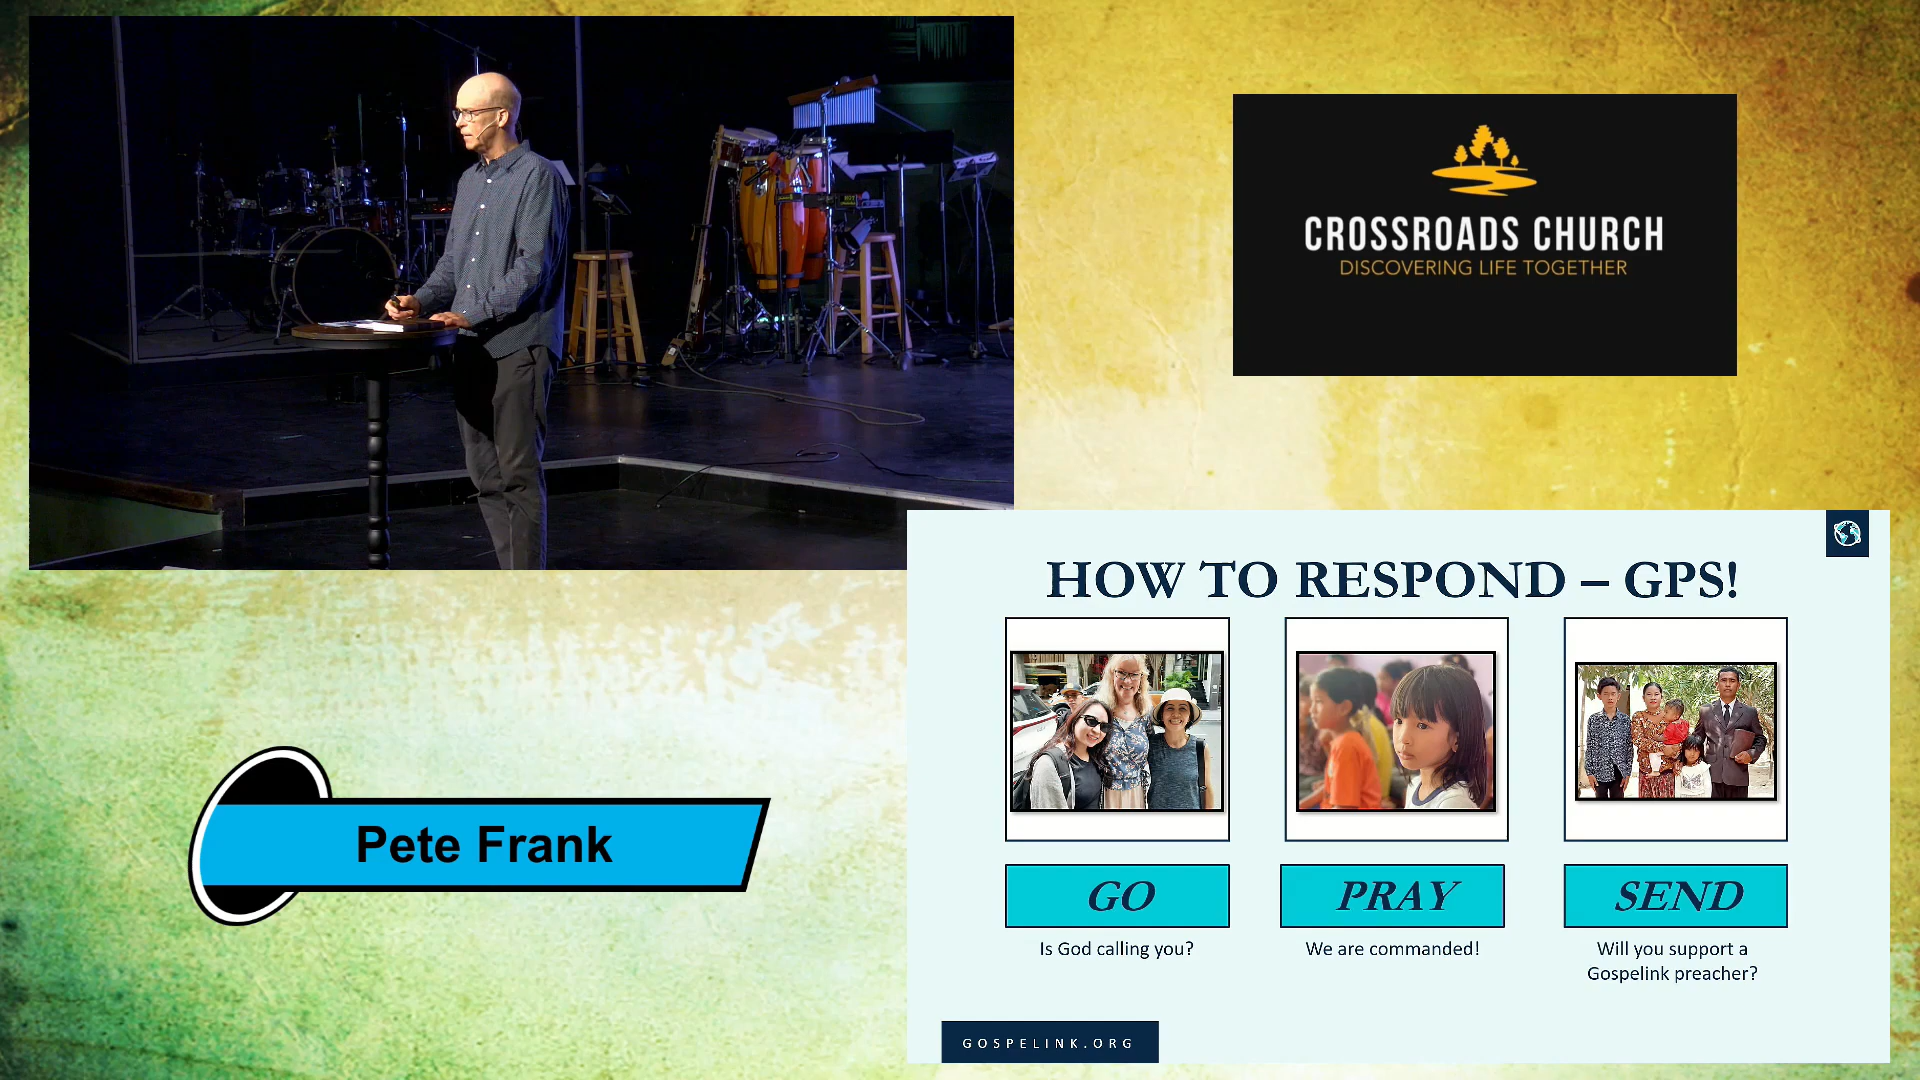 CROSSROADS CHURCH
DISCOVERING LIFE TOGETHER
HOW TO RESPOND – GPS!
GO
PRAY
SEND
Is God calling you?
We are commanded!
Will you support a
Gospelink preacher?
GOSPELINK.ORG
Pete Frank